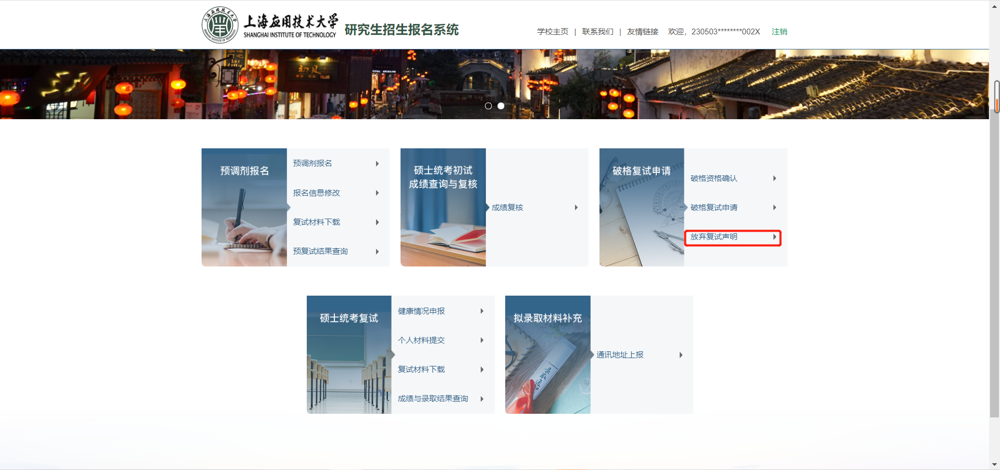 上海应用技术大学
SHANGHAI INSTITUTE OF TECHNOLOGY
研究生招生报名系统
学校主页 | 联系我们 | 友情链接 欢迎，230503********002X 注销
预调剂报名
预调剂报名
报名信息修改
复试材料下载
预复试结果查询
硕士统考初试
成绩查询与复核
成绩复核
破格复试申请
破格资格确认
破格复试申请
放弃复试声明
硕士统考复试
健康情况申报
个人材料提交
复试材料下载
成绩与录取结果查询
拟录取材料补充
通讯地址上报